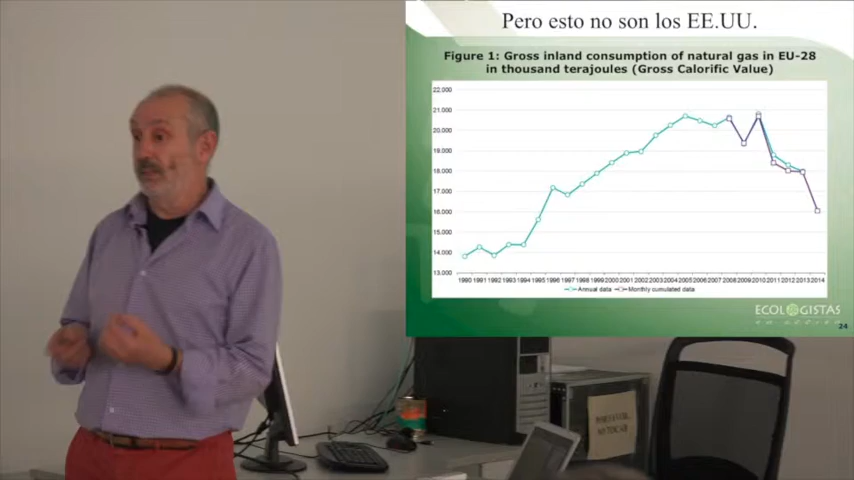 Pero esto no son los EE.UU.
Figure 1: Gross inland consumption of natural gas in EU-28
in thousand terajoules (Gross Calorific Value)
22.000
21.000
20.000
19.000
18.000
17.000
16.000
15.000
14.000
13.000
1990 1991 1992 1993 1994 1995 1996 1997 1998 1999 2000 2001 2002 2003 2004 2005 2006 2007 2008 2009 2010 2011 2012 2013 2014
Annual data Monthly cumulated data
ECOLOGISTAS
en acción
24